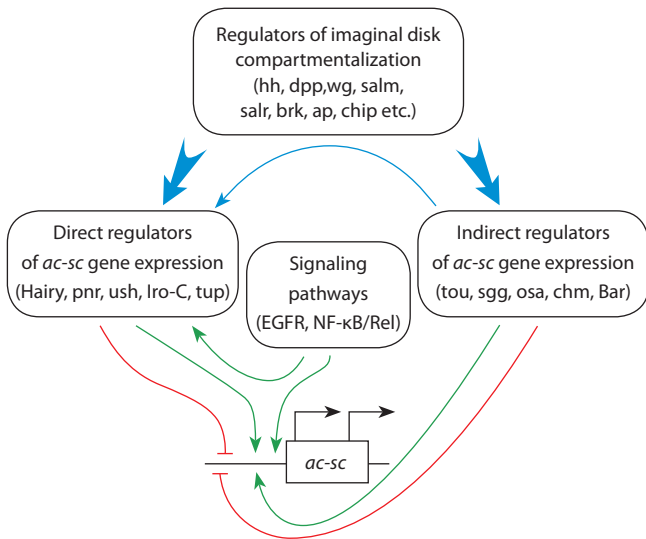 Regulators of imaginal disk
compartmentalization
(hh, dpp,wg, salm,
salr, brk, ap, chip etc.)
Direct regulators
of ac-sc gene expression
(Hairy, pnr, ush, Iro-C, tup)
Signaling
pathways
(EGFR, NF-κB/Rel)
Indirect regulators
of ac-sc gene expression
(tou, sgg, osa, chm, Bar)
ac-sc